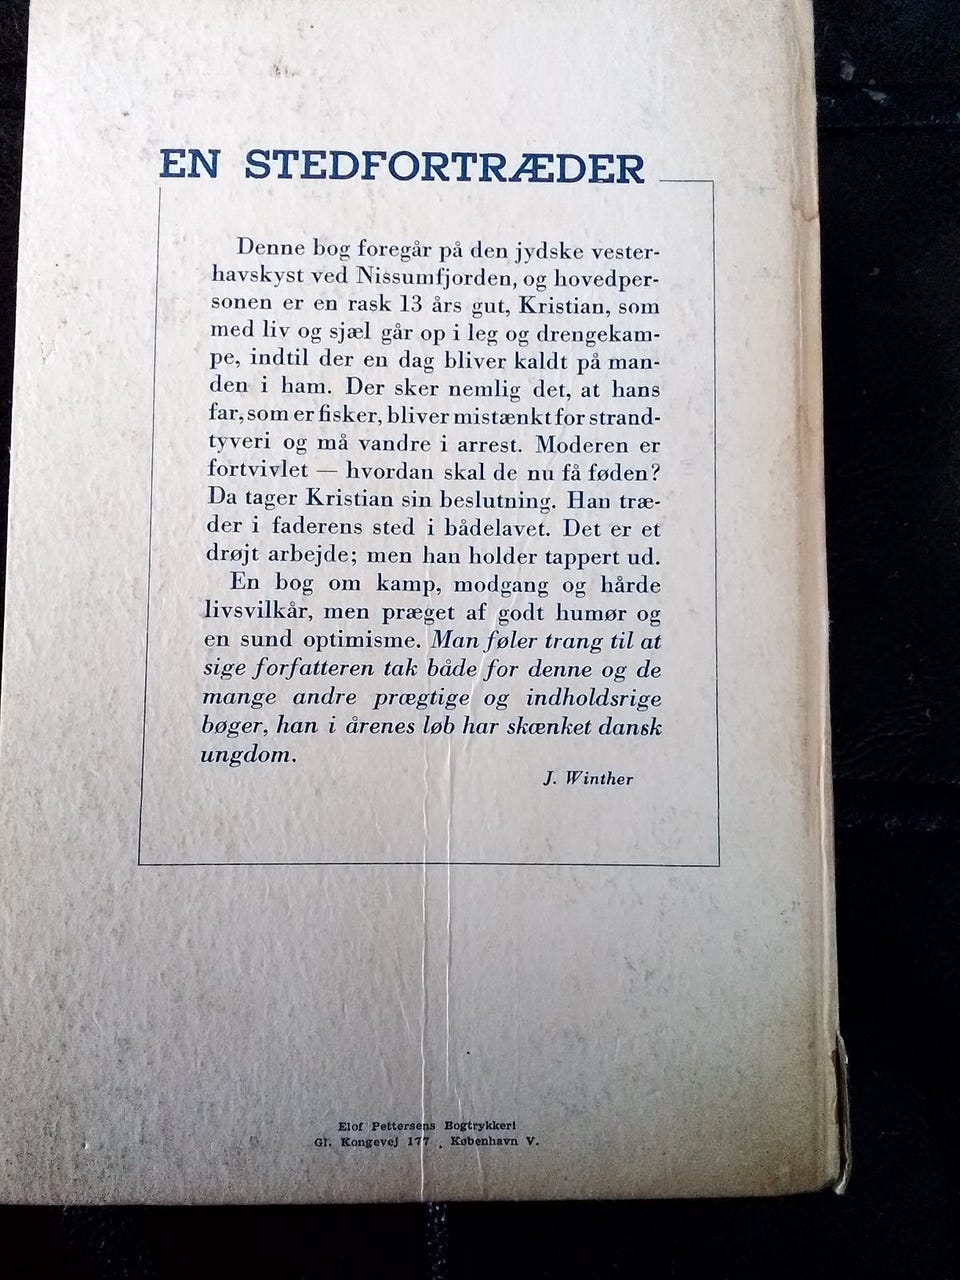 EN STEDFORTRÆDER
Denne bog foregår på den jydske vester-
havskyst ved Nissumfjorden, og hovedper-
sonen er en rask 13 års gut, Kristian, som
med liv og sjæl går op i leg og drengekam-
pe, indtil der en dag bliver kaldt på man-
den i ham. Der sker nemlig det, at hans
far, som er fisker, bliver mistænkt for strand-
tyveri og må vandre i arrest. Moderen er
fortvivlet — hvordan skal de nu få føden?
Da tager Kristian sin beslutning. Han træ-
der i faderens sted i bådelavet. Det er et
drøjt arbejde; men han holder tappert ud.
En bog om kamp, modgang og hårde
livsvilkår, men præget af godt humør og
en sund optimisme. Man føler trang til at
sige forfatteren tak både for denne og de
mange andre prægtige og indholdsrige
bøger, han i årenes løb har skænket dansk
ungdom.
J. Winther
Elof Pettersens Bogtrykkeri
Gl. Kongevej 177 . København V.